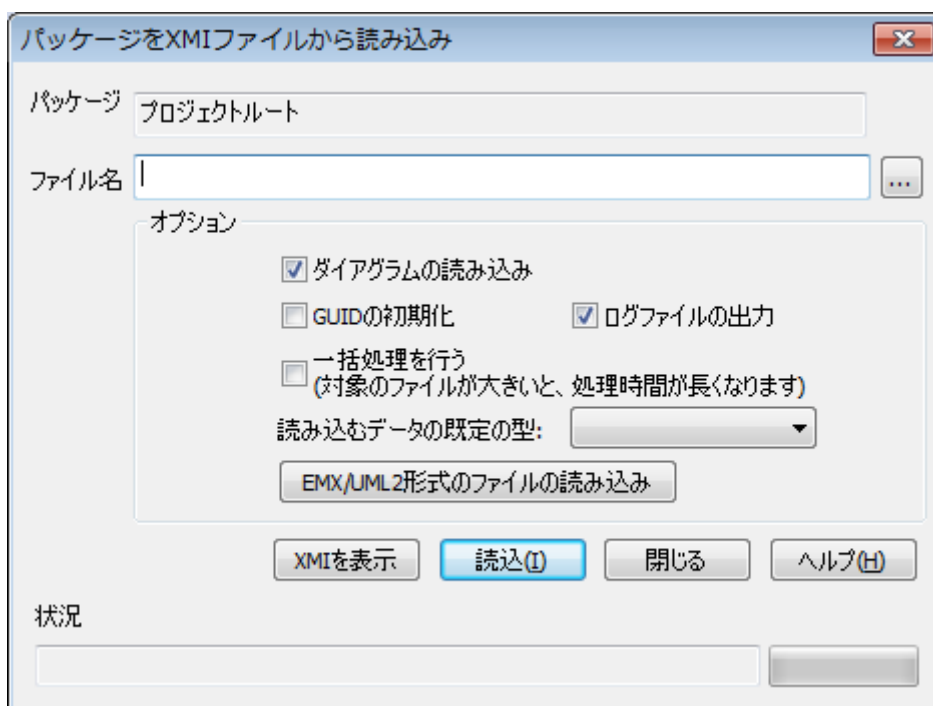 パッケージをXMIファイルから読み込み
パッケージ
プロジェクトルート
ファイル名
...
オプション
ダイアグラムの読み込み
GUIDの初期化
ログファイルの出力
一括処理を行う
(対象のファイルが大きいと、処理時間が長くなります)
読み込むデータの既定の型:
EMX/UML2形式のファイルの読み込み
XMIを表示
読込(I)
閉じる
ヘルプ(H)
状況